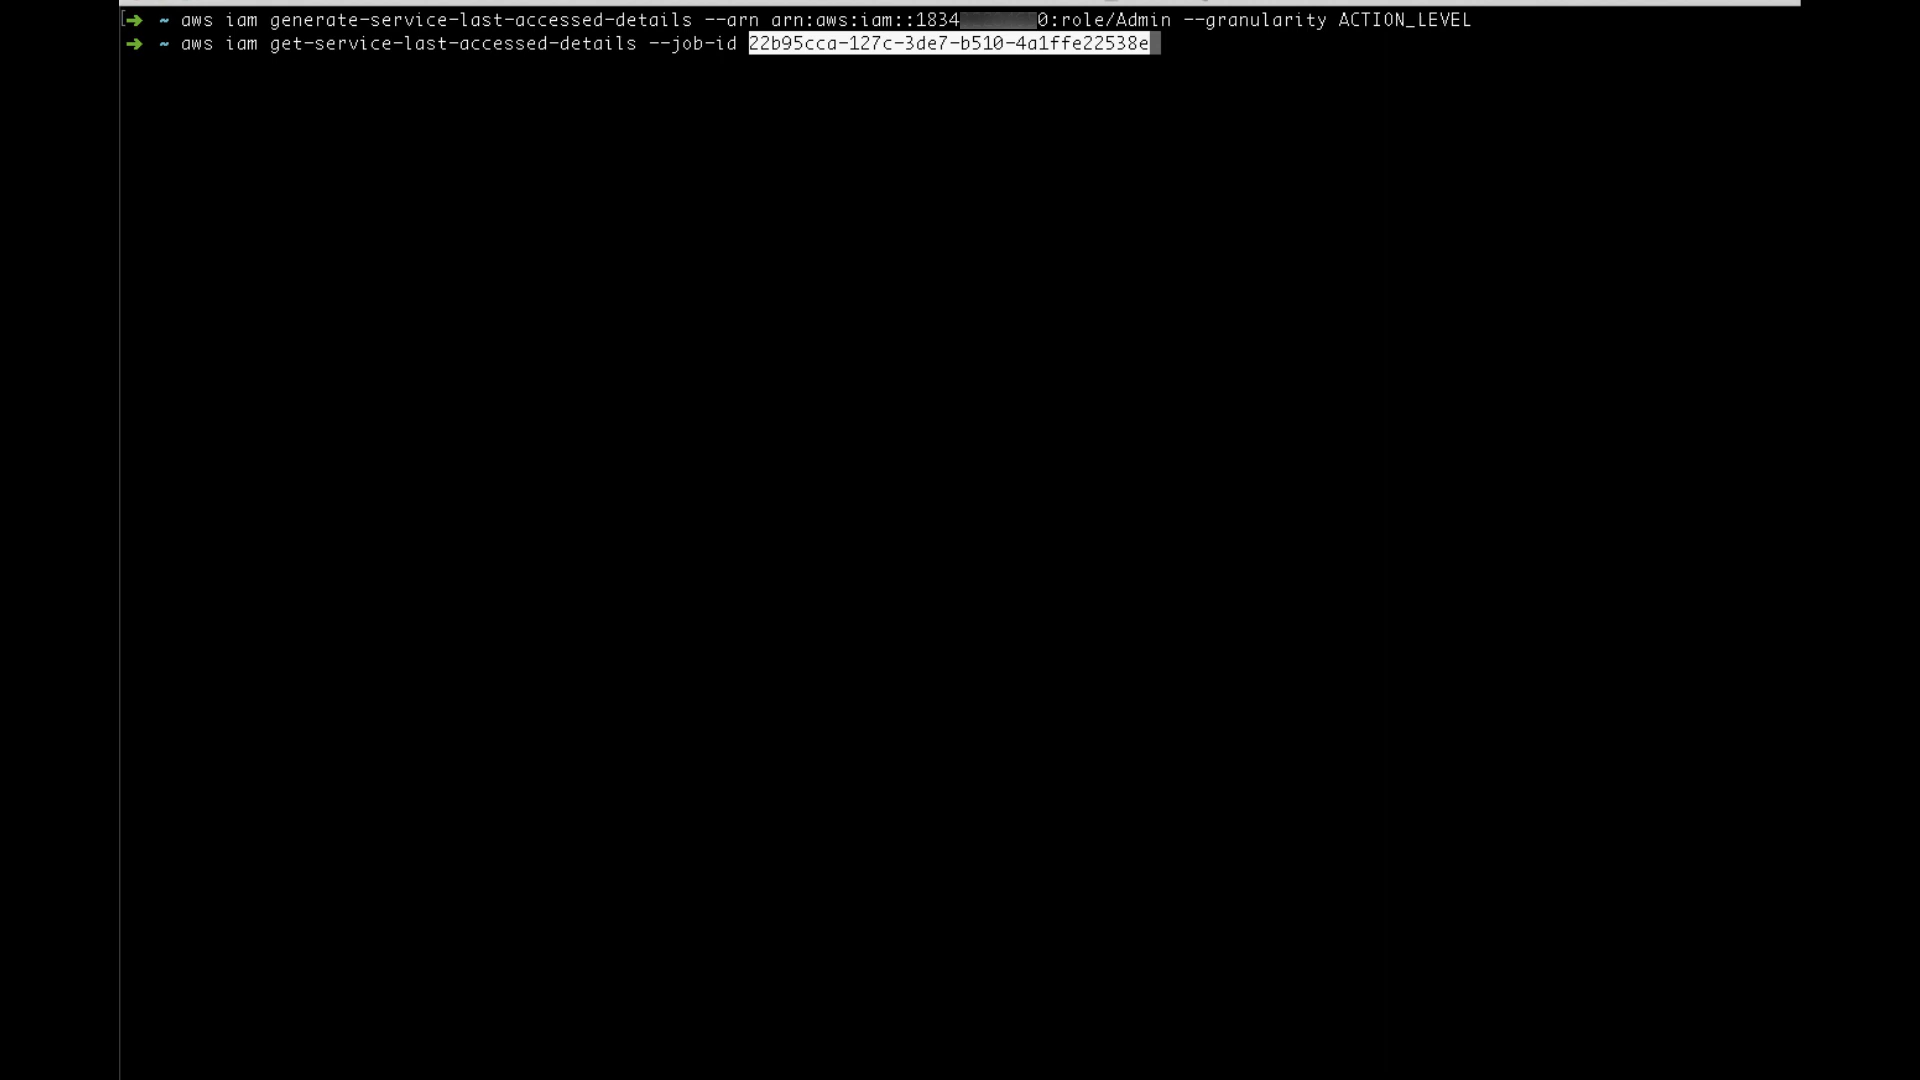 [➜ ~ aws iam generate-service-last-accessed-details --arn arn:aws:iam::1834 0:role/Admin --granularity ACTION_LEVEL
➜ ~ aws iam get-service-last-accessed-details --job-id 22b95cca-127c-3de7-b510-4a1ffe22538e